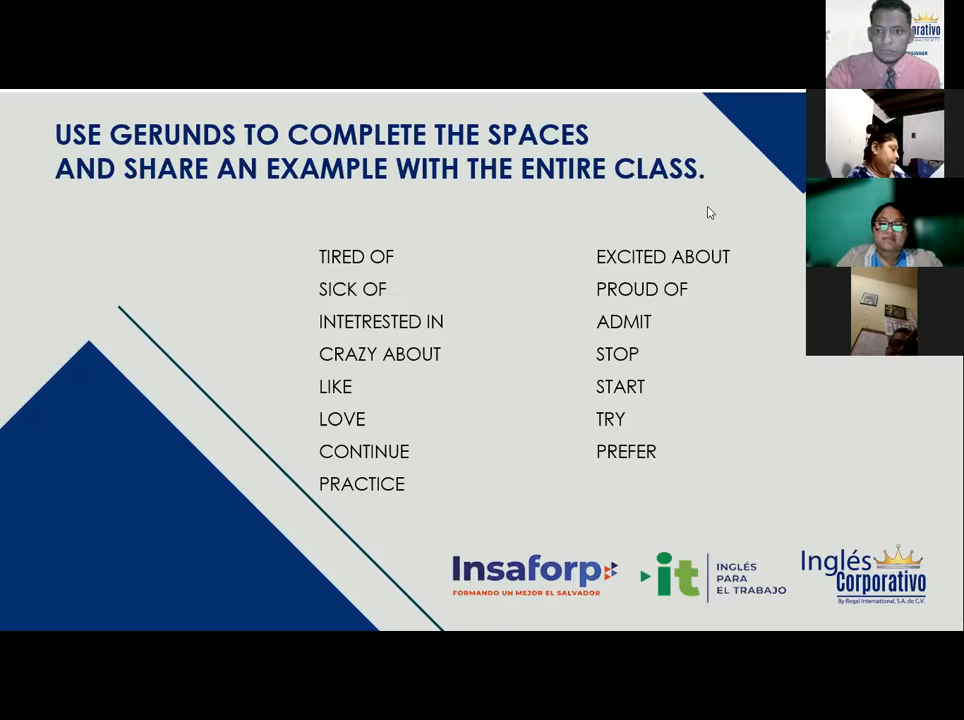 USE GERUNDS TO COMPLETE THE SPACES
AND SHARE AN EXAMPLE WITH THE ENTIRE CLASS.
TIRED OF
SICK OF
INTETRESTED IN
CRAZY ABOUT
LIKE
LOVE
CONTINUE
PRACTICE
EXCITED ABOUT
PROUD OF
ADMIT
STOP
START
TRY
PREFER
Insaforp
FORMANDO UN MEJOR EL SALVADOR
it
INGLÉS
PARA
EL TRABAJO
Inglés
Corporativo
By Regal International, S.A. de C.V.